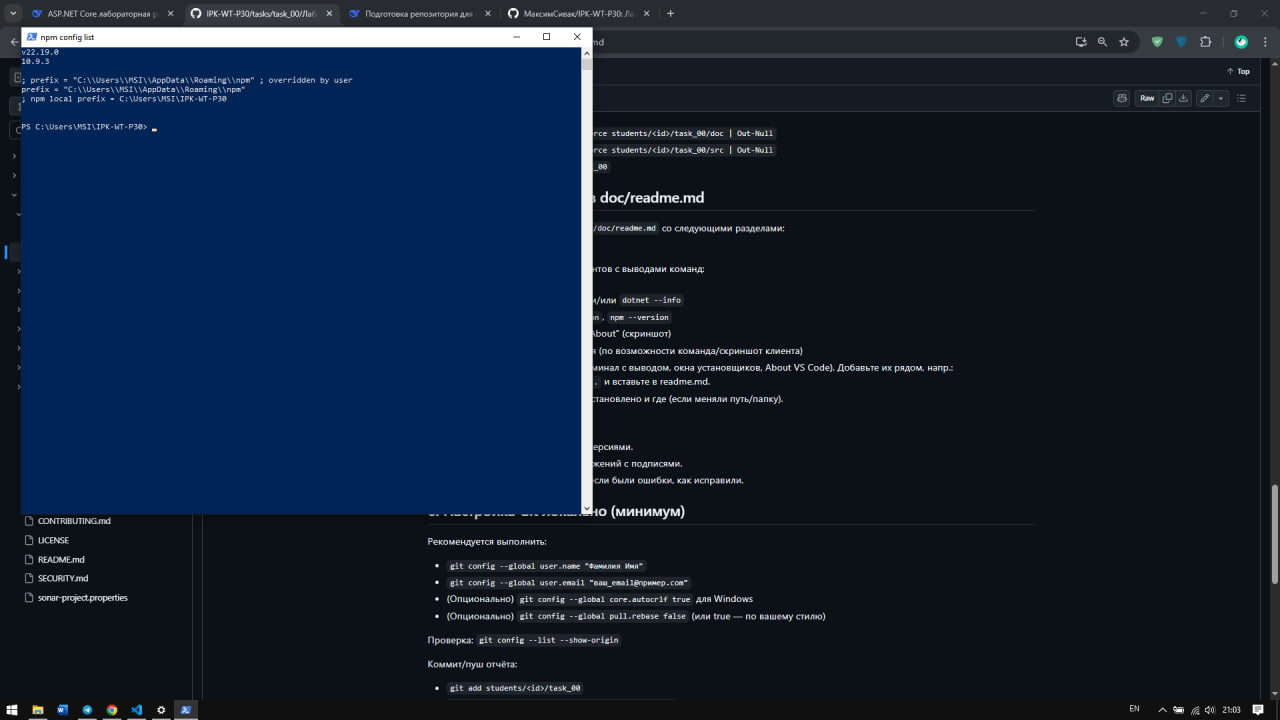 ASP.NET Core лабораторная р
IPK-WT-P30/tasks/task_00/Лаб
Подготовка репозитория для
МаксимСивак/IPK-WT-P30: Ла
npm config list
md
v22.19.0
10.9.3
; prefix = "C:\\Users\\MSI\\AppData\\Roaming\\npm" ; overridden by user
prefix = "C:\\Users\\MSI\\AppData\\Roaming\\npm"
; npm local prefix = C:\Users\MSI\IPK-WT-P30
PS C:\Users\MSI\IPK-WT-P30>
Top
Raw
orce students/<id>/task_00/doc | Out-Null
orce students/<id>/task_00/src | Out-Null
_00
в doc/readme.md
/doc/readme.md со следующими разделами:
нтов с выводами команд:
и/или dotnet --info
on, npm --version
About" (скриншот)
я (по возможности команда/скриншот клиента)
минал с выводом, окна установщиков, About VS Code). Добавьте их рядом, напр.:
. и вставьте в readme.md.
становлено и где (если меняли путь/папку).
ерсиями.
жений с подписями.
если были ошибки, как исправили.
CONTRIBUTING.md
LICENSE
README.md
SECURITY.md
sonar-project.properties
Настройка Git локально (минимум)
Рекомендуется выполнить:
git config --global user.name "Фамилия Имя"
git config --global user.email "ваш_email@пример.com"
(Опционально) git config --global core.autocrlf true для Windows
(Опционально) git config --global pull.rebase false (или true — по вашему стилю)
Проверка: git config --list --show-origin
Коммит/пуш отчёта:
git add students/<id>/task_00
EN
21:03